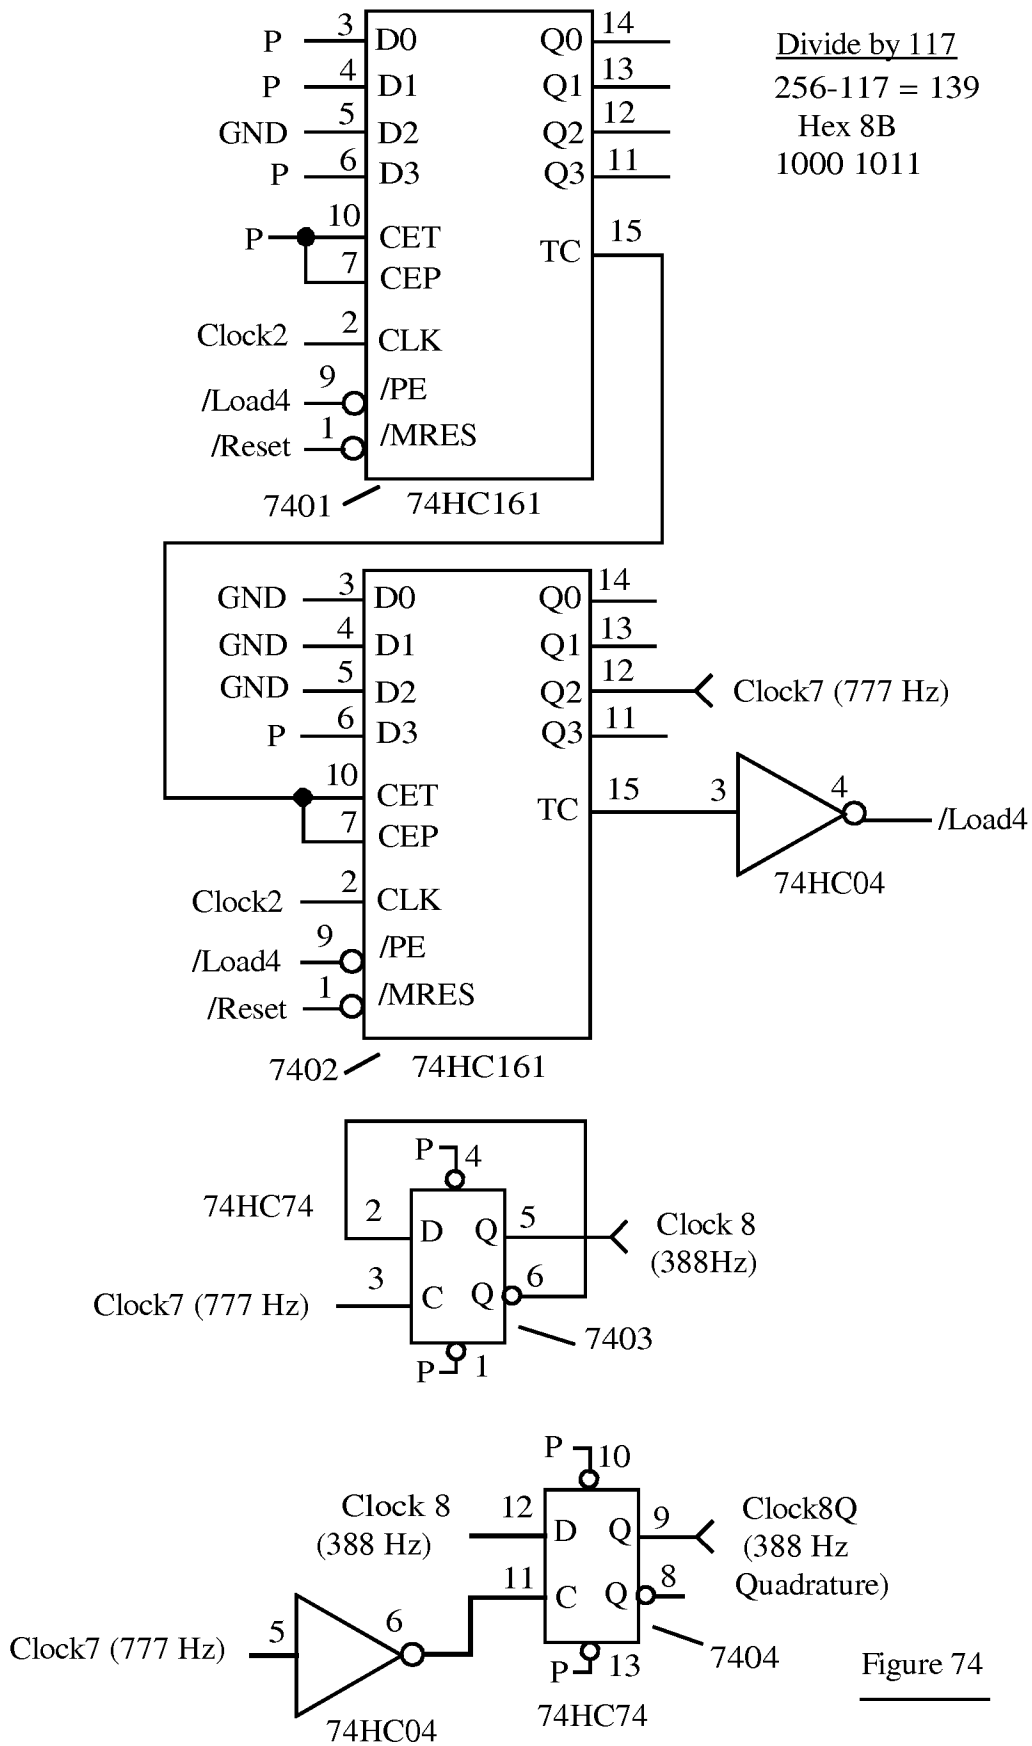 P 3 D0 Q0 14
P 4 D1 Q1 13
GND 5 D2 Q2 12
P 6 D3 Q3 11
P 10 CET TC 15
7 CEP
Clock2 2 CLK
/Load4 9 /PE
/Reset 1 /MRES
7401 74HC161
Divide by 117
256-117 = 139
Hex 8B
1000 1011
GND 3 D0 Q0 14
GND 4 D1 Q1 13
GND 5 D2 Q2 12 Clock7 (777 Hz)
P 6 D3 Q3 11
10 CET TC 15 3 4 /Load4
7 CEP 74HC04
Clock2 2 CLK
/Load4 9 /PE
/Reset 1 /MRES
7402 74HC161
P 4
74HC74 2 D Q 5 Clock 8
(388Hz)
Clock7 (777 Hz) 3 C Q 6
7403
P 1
P 10
Clock 8 12 D Q 9 Clock8Q
(388 Hz) (388 Hz
Quadrature)
11 C Q 8
Clock7 (777 Hz) 5 6
74HC04
P 13 7404
74HC74
Figure 74